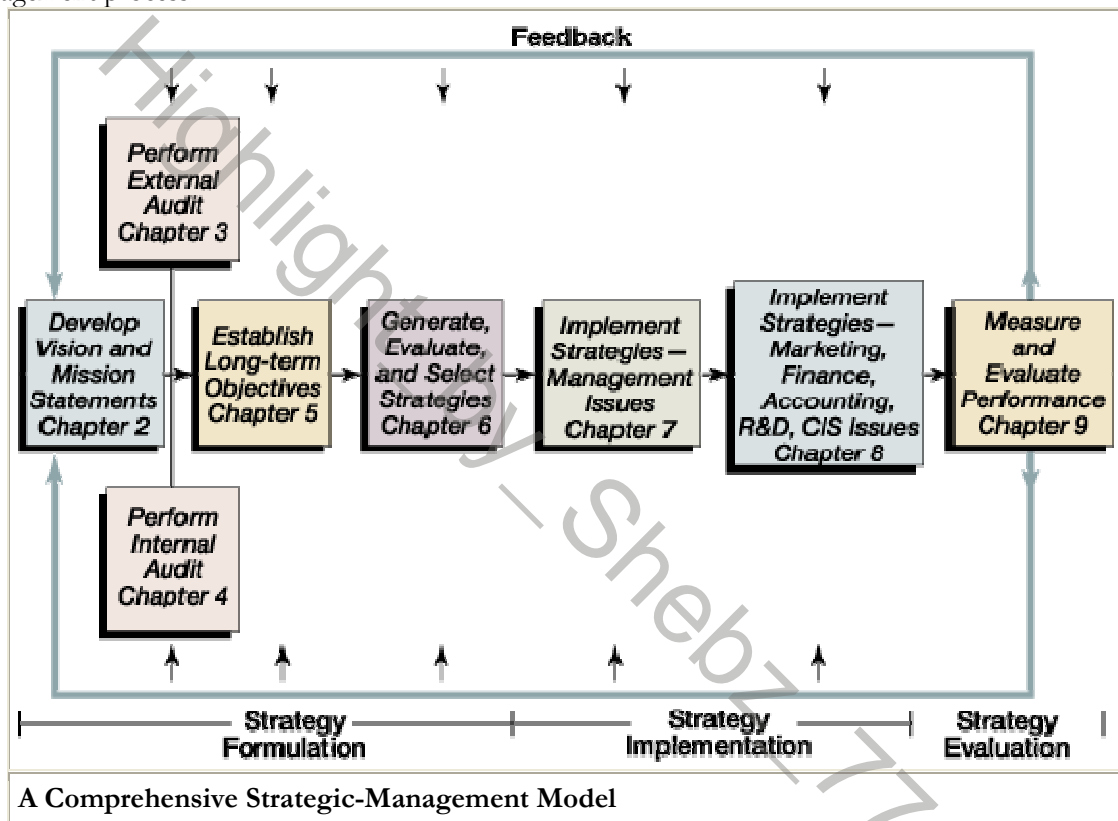 agement process
Feedback
Perform
External
Audit
Chapter 3
Develop
Vision and
Mission
Statements
Chapter 2
Establish
Long-term
Objectives
Chapter 5
Generate,
Evaluate,
and Select
Strategies
Chapter 6
Implement
Strategies—
Management
Issues
Chapter 7
Implement
Strategies—
Marketing,
Finance,
Accounting,
R&D, CIS Issues
Chapter 8
Measure
and
Evaluate
Performance
Chapter 9
Perform
Internal
Audit
Chapter 4
Strategy
Formulation
Strategy
Implementation
Strategy
Evaluation
A Comprehensive Strategic-Management Model
Highlight_by_Shebz_77